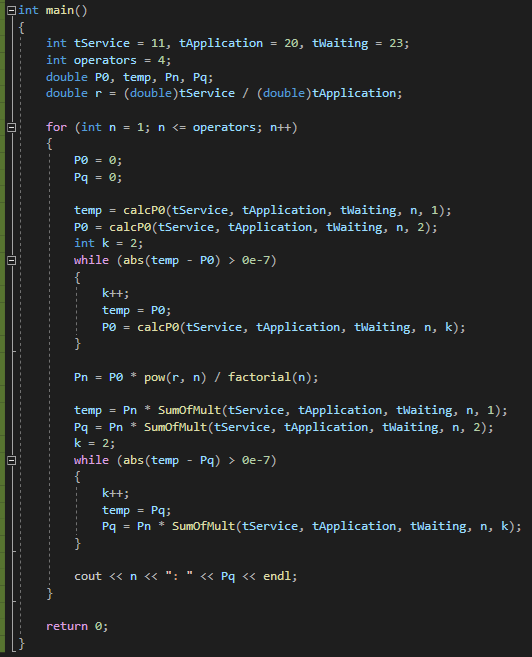 int main()
{
    int tService = 11, tApplication = 20, tWaiting = 23;
    int operators = 4;
    double P0, temp, Pn, Pq;
    double r = (double)tService / (double)tApplication;

    for (int n = 1; n <= operators; n++)
    {
        P0 = 0;
        Pq = 0;

        temp = calcP0(tService, tApplication, tWaiting, n, 1);
        P0 = calcP0(tService, tApplication, tWaiting, n, 2);
        int k = 2;
        while (abs(temp - P0) > 0e-7)
        {
            k++;
            temp = P0;
            P0 = calcP0(tService, tApplication, tWaiting, n, k);
        }

        Pn = P0 * pow(r, n) / factorial(n);

        temp = Pn * SumOfMult(tService, tApplication, tWaiting, n, 1);
        Pq = Pn * SumOfMult(tService, tApplication, tWaiting, n, 2);
        k = 2;
        while (abs(temp - Pq) > 0e-7)
        {
            k++;
            temp = Pq;
            Pq = Pn * SumOfMult(tService, tApplication, tWaiting, n, k);
        }

        cout << n << ": " << Pq << endl;
    }

    return 0;
}